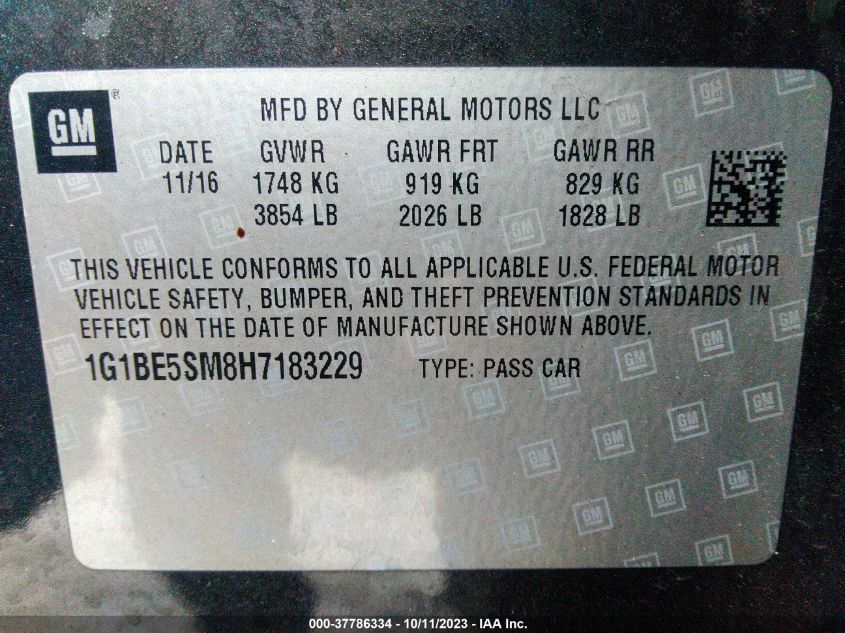 GM
MFD BY GENERAL MOTORS LLC
DATE GVWR GAWR FRT GAWR RR
11/16 1748 KG 919 KG 829 KG
3854 LB 2026 LB 1828 LB
THIS VEHICLE CONFORMS TO ALL APPLICABLE U.S. FEDERAL MOTOR
VEHICLE SAFETY, BUMPER, AND THEFT PREVENTION STANDARDS IN
EFFECT ON THE DATE OF MANUFACTURE SHOWN ABOVE.
1G1BE5SM8H7183229 TYPE: PASS CAR
000-37786334 - 10/11/2023 - IAA Inc.